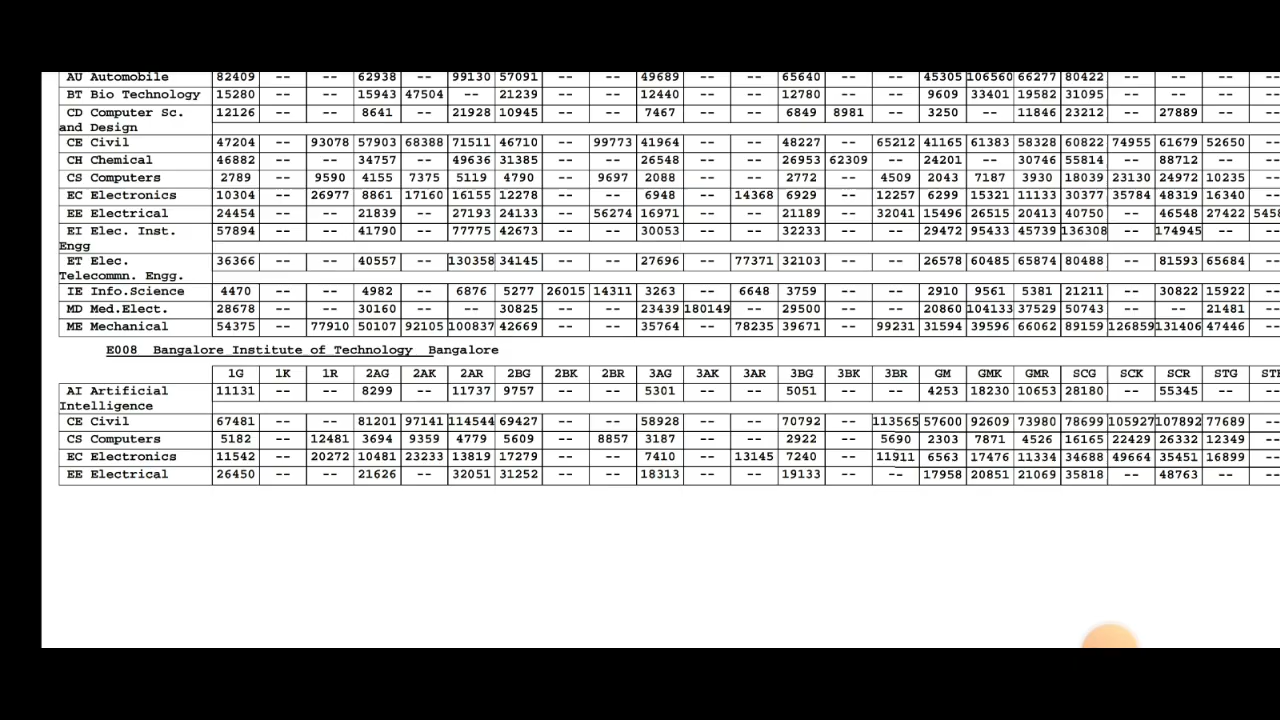 AU Automobile 82409 -- -- 62938 -- 99130 57091 -- -- 49689 -- -- 65640 -- -- 45305 106560 66277 80422 -- -- -- --
BT Bio Technology 15280 -- -- 15943 47504 -- 21239 -- -- 12440 -- -- 12780 -- -- 9609 33401 19582 31095 -- -- -- --
CD Computer Sc. 12126 -- -- 8641 -- 21928 10945 -- -- 7467 -- -- 6849 8981 -- 3250 -- 11846 23212 -- 27889 -- --
and Design
CE Civil 47204 -- 93078 57903 68388 71511 46710 -- 99773 41964 -- -- 48227 -- 65212 41165 61383 58328 60822 74955 61679 52650 --
CH Chemical 46882 -- -- 34757 -- 49636 31385 -- -- 26548 -- -- 26953 62309 -- 24201 -- 30746 55814 -- 88712 -- --
CS Computers 2789 -- 9590 4155 7375 5119 4790 -- 9697 2088 -- -- 2772 -- 4509 2043 7187 3930 18039 23130 24972 10235 --
EC Electronics 10304 -- 26977 8861 17160 16155 12278 -- -- 6948 -- 14368 6929 -- 12257 6299 15321 11133 30377 35784 48319 16340 --
EE Electrical 24454 -- -- 21839 -- 27193 24133 -- 56274 16971 -- -- 21189 -- 32041 15496 26515 20413 40750 -- 46548 27422 5458
EI Elec. Inst. 57894 -- -- 41790 -- 77775 42673 -- -- 30053 -- -- 32233 -- -- 29472 95433 45739 136308 -- 174945 -- --
Engg
ET Elec. 36366 -- -- 40557 -- 130358 34145 -- -- 27696 -- 77371 32103 -- -- 26578 60485 65874 80488 -- 81593 65684 --
Telecommn. Engg.
IE Info.Science 4470 -- -- 4982 -- 6876 5277 26015 14311 3263 -- 6648 3759 -- -- 2910 9561 5381 21211 -- 30822 15922 --
MD Med.Elect. 28678 -- -- 30160 -- -- 30825 -- -- 23439 180149 -- 29500 -- -- 20860 104133 37529 50743 -- -- 21481 --
ME Mechanical 54375 -- 77910 50107 92105 100837 42669 -- -- 35764 -- 78235 39671 -- 99231 31594 39596 66062 89159 126859 131406 47446 --
E008 Bangalore Institute of Technology Bangalore
1G 1K 1R 2AG 2AK 2AR 2BG 2BK 2BR 3AG 3AK 3AR 3BG 3BK 3BR GM GMK GMR SCG SCK SCR STG
AI Artificial 11131 -- -- 8299 -- 11737 9757 -- -- 5301 -- -- 5051 -- -- 4253 18230 10653 28180 -- 55345 -- --
Intelligence
CE Civil 67481 -- -- 81201 97141 114544 69427 -- -- 58928 -- -- 70792 -- 113565 57600 92609 73980 78699 105927 107892 77689 --
CS Computers 5182 -- 12481 3694 9359 4779 5609 -- 8857 3187 -- -- 2922 -- 5690 2303 7871 4526 16165 22429 26332 12349 --
EC Electronics 11542 -- 20272 10481 23233 13819 17279 -- -- 7410 -- 13145 7240 -- 11911 6563 17476 11334 34688 49664 35451 16899 --
EE Electrical 26450 -- -- 21626 -- 32051 31252 -- -- 18313 -- -- 19133 -- -- 17958 20851 21069 35818 -- 48763 -- --